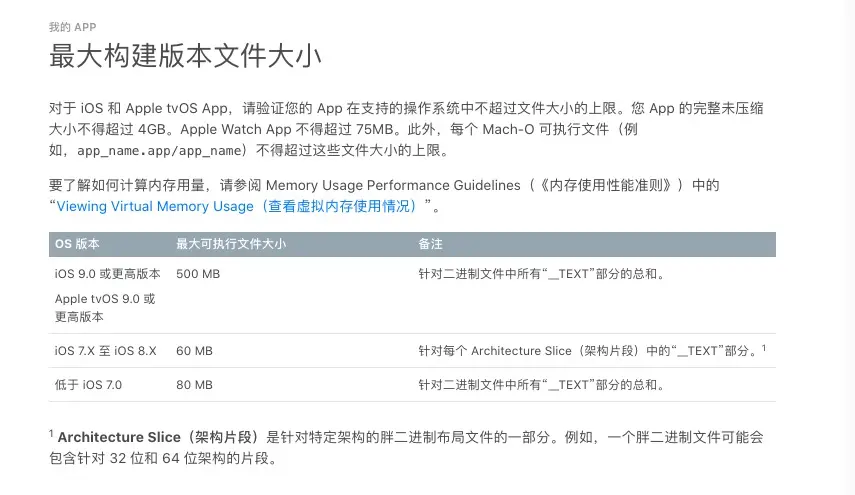 我的 APP
最大构建版本文件大小
对于 iOS 和 Apple tvOS App，请验证您的 App 在支持的操作系统中不超过文件大小的上限。您 App 的完整未压缩
大小不得超过 4GB。Apple Watch App 不得超过 75MB。此外，每个 Mach-O 可执行文件（例
如，app_name.app/app_name）不得超过这些文件大小的上限。
要了解如何计算内存用量，请参阅 Memory Usage Performance Guidelines（《内存使用性能准则》）中的
“Viewing Virtual Memory Usage（查看虚拟内存使用情况）”。
OS 版本 最大可执行文件大小 备注
iOS 9.0 或更高版本 500 MB 针对二进制文件中所有“__TEXT”部分的总和。
Apple tvOS 9.0 或
更高版本
iOS 7.X 至 iOS 8.X 60 MB 针对每个 Architecture Slice（架构片段）中的“__TEXT”部分。1
低于 iOS 7.0 80 MB 针对二进制文件中所有“__TEXT”部分的总和。
1 Architecture Slice（架构片段）是针对特定架构的胖二进制布局文件的一部分。例如，一个胖二进制文件可能会
包含针对 32 位和 64 位架构的片段。